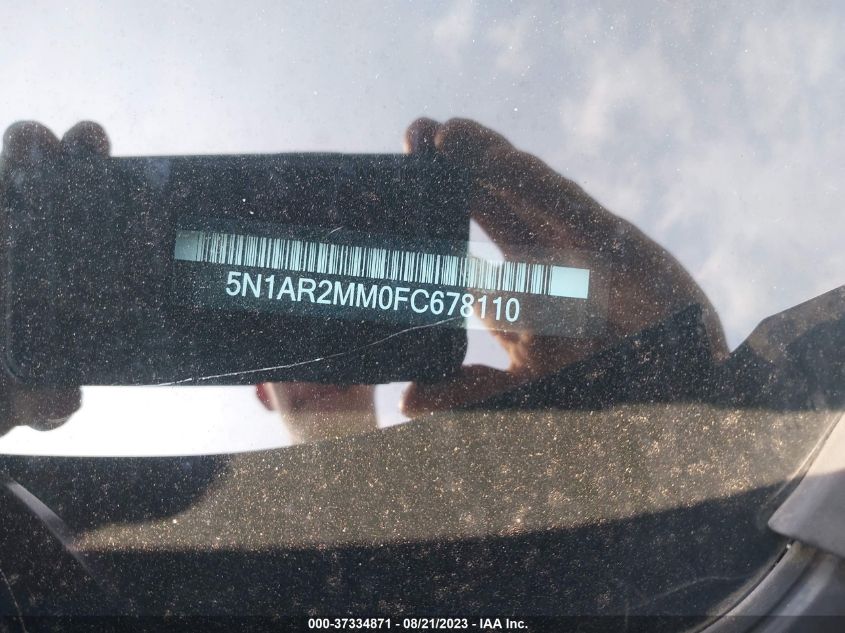 5N1AR2MM0FC678110
000-37334871 / 08/21/2023 - IAA Inc.